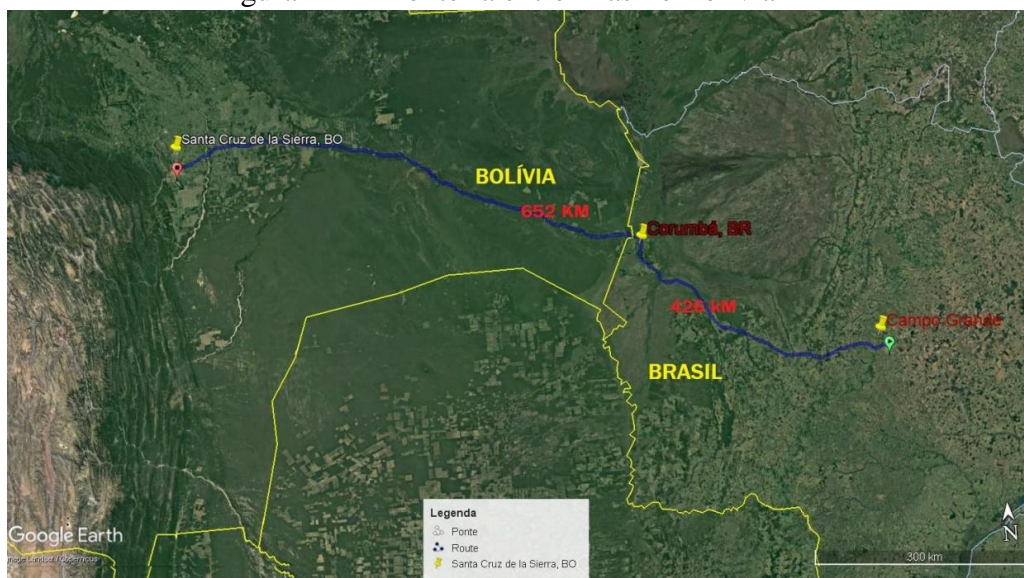 Santa Cruz de la Sierra, BO
BOLÍVIA
652 KM
Corumbá, BR
426 kM
Campo Grande
BRASIL
Legenda
Ponte
Route
Santa Cruz de la Sierra, BO
Google Earth
N
300 km